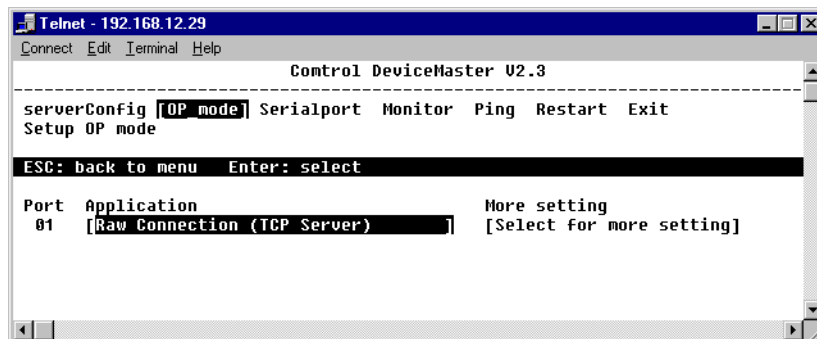 Telnet - 192.168.12.29
Connect Edit Terminal Help
Comtrol DeviceMaster V2.3
--------------------------------------------------------------------------------
serverConfig [OP mode] Serialport Monitor Ping Restart Exit
Setup OP mode
ESC: back to menu Enter: select
Port Application More setting
01 [Raw Connection (TCP Server) ] [Select for more setting]